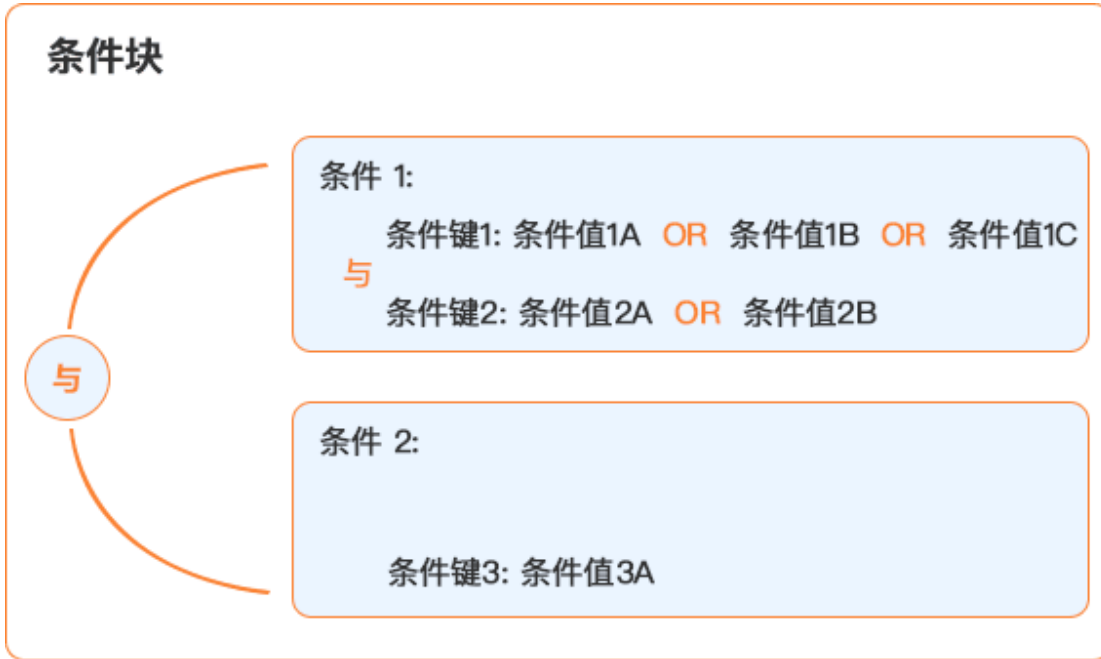 条件块
条件 1:
条件键1: 条件值1A OR 条件值1B OR 条件值1C
与
条件键2: 条件值2A OR 条件值2B
与
条件 2:
条件键3: 条件值3A